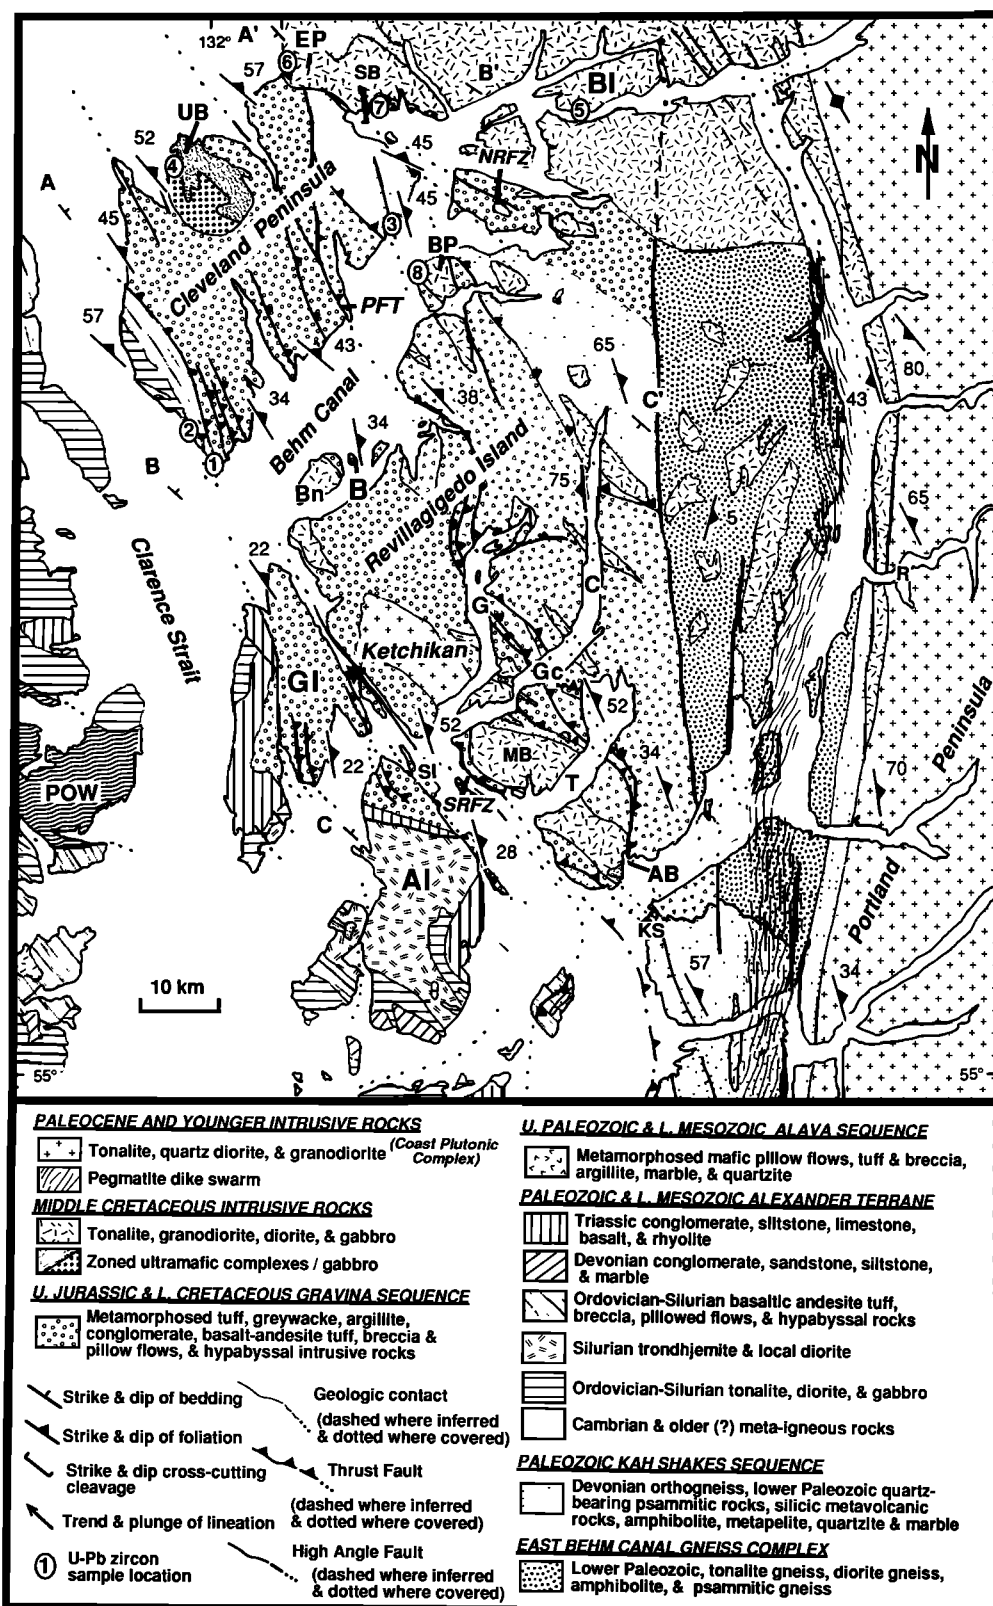 132° A'
EP
6
57
SB
B'
BI
7
5
UB
52
4
45
N
NRFZ
A
45
3
45
Cleveland Peninsula
BP
8
PFT
57
43
65
80
38
C'
43
34
34
2
Behm Canal
1
B
Bn
B
75
Revillagigedo Island
5
65
22
Clarence Strait
C
R
G
Ketchikan
GI
Gc
52
52
MB
34
22
SI
T
70
POW
SRFZ
C
28
AI
AB
KS
57
34
Portland Peninsula
10 km
55°
55°
PALEOCENE AND YOUNGER INTRUSIVE ROCKS
Tonalite, quartz diorite, & granodiorite (Coast Plutonic Complex)
Pegmatite dike swarm
MIDDLE CRETACEOUS INTRUSIVE ROCKS
Tonalite, granodiorite, diorite, & gabbro
Zoned ultramafic complexes / gabbro
U. JURASSIC & L. CRETACEOUS GRAVINA SEQUENCE
Metamorphosed tuff, greywacke, argillite,
conglomerate, basalt-andesite tuff, breccia &
pillow flows, & hypabyssal intrusive rocks
Strike & dip of bedding
Strike & dip of foliation
Strike & dip cross-cutting
cleavage
Trend & plunge of lineation
1
U-Pb zircon
sample location
Geologic contact
(dashed where inferred
& dotted where covered)
Thrust Fault
(dashed where inferred
& dotted where covered)
High Angle Fault
(dashed where inferred
& dotted where covered)
U. PALEOZOIC & L. MESOZOIC ALAVA SEQUENCE
Metamorphosed mafic pillow flows, tuff & breccia,
argillite, marble, & quartzite
PALEOZOIC & L. MESOZOIC ALEXANDER TERRANE
Triassic conglomerate, siltstone, limestone,
basalt, & rhyolite
Devonian conglomerate, sandstone, siltstone,
& marble
Ordovician-Silurian basaltic andesite tuff,
breccia, pillowed flows, & hypabyssal rocks
Silurian trondhjemite & local diorite
Ordovician-Silurian tonalite, diorite, & gabbro
Cambrian & older (?) meta-igneous rocks
PALEOZOIC KAH SHAKES SEQUENCE
Devonian orthogneiss, lower Paleozoic quartz-
bearing psammitic rocks, silicic metavolcanic
rocks, amphibolite, metapelite, quartzite & marble
EAST BEHM CANAL GNEISS COMPLEX
Lower Paleozoic, tonalite gneiss, diorite gneiss,
amphibolite, & psammitic gneiss